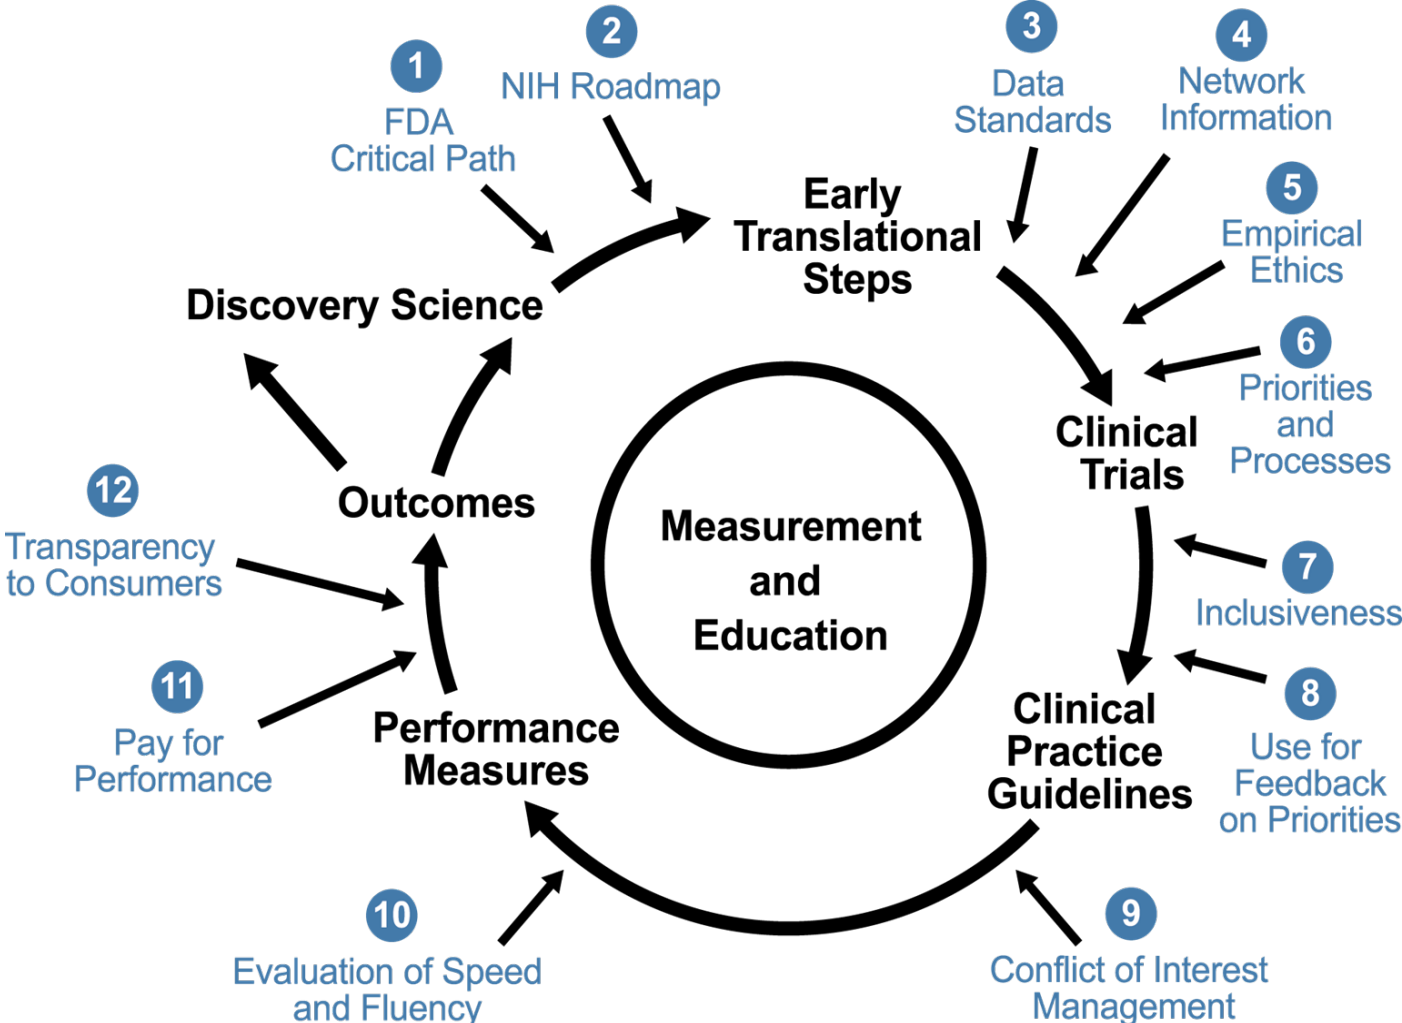 1
FDA
Critical Path
2
NIH Roadmap
3
Data
Standards
4
Network
Information
5
Empirical
Ethics
6
Priorities
and
Processes
7
Inclusiveness
8
Use for
Feedback
on Priorities
9
Conflict of Interest
Management
10
Evaluation of Speed
and Fluency
11
Pay for
Performance
12
Transparency
to Consumers
Early
Translational
Steps
Clinical
Trials
Clinical
Practice
Guidelines
Performance
Measures
Outcomes
Discovery Science
Measurement
and
Education